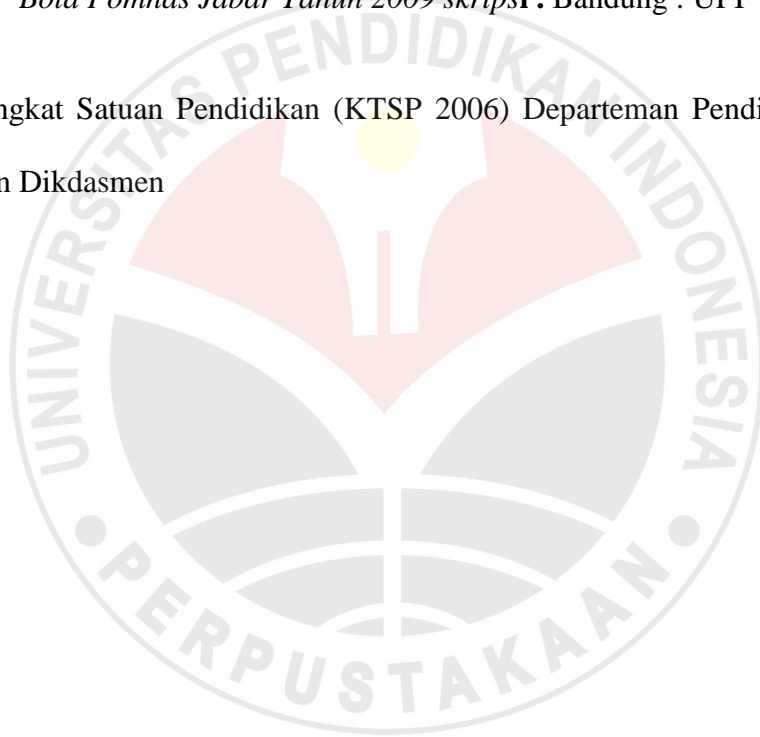 Bola Pomnas Jabar Tahun 2009 skripsi. Bandung : UPI
ngkat Satuan Pendidikan (KTSP 2006) Departeman Pendi
n Dikdasmen
UNIVERSITAS PENDIDIKAN INDONESIA
PERPUSTAKAAN